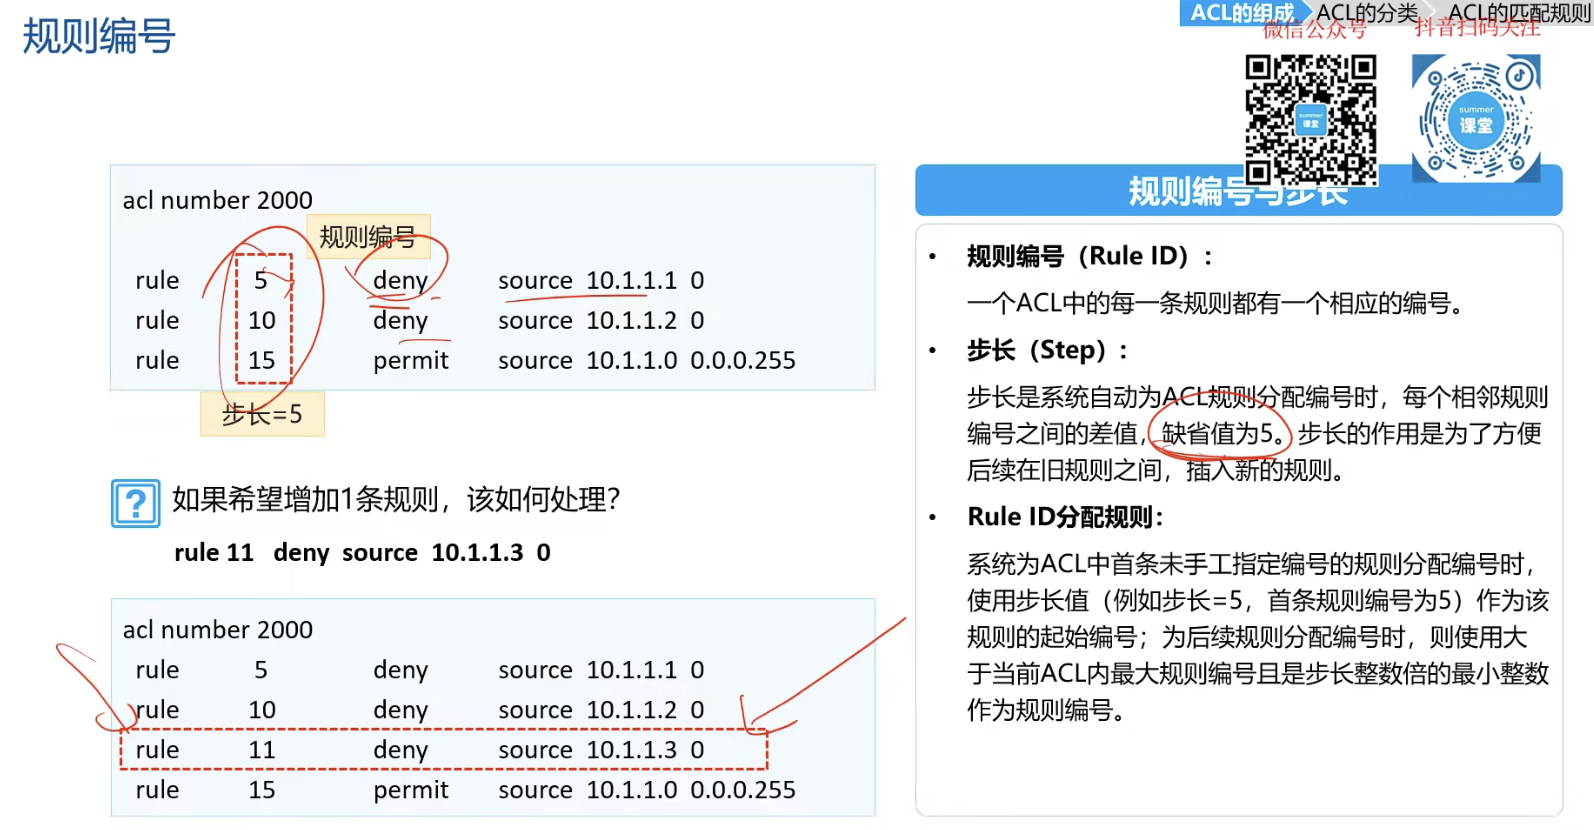 规则编号
ACL的组成 ACL的分类 ACL的匹配规则
微信公众号 抖音扫码关注
summer
课堂
summer
课堂
acl number 2000
规则编号
rule 5 deny source 10.1.1.1 0
rule 10 deny source 10.1.1.2 0
rule 15 permit source 10.1.1.0 0.0.0.255
步长=5
如果希望增加1条规则，该如何处理？
rule 11 deny source 10.1.1.3 0
acl number 2000
rule 5 deny source 10.1.1.1 0
rule 10 deny source 10.1.1.2 0
rule 11 deny source 10.1.1.3 0
rule 15 permit source 10.1.1.0 0.0.0.255
规则编号与步长
• 规则编号（Rule ID）：
一个ACL中的每一条规则都有一个相应的编号。
• 步长（Step）：
步长是系统自动为ACL规则分配编号时，每个相邻规则
编号之间的差值，缺省值为5。步长的作用是为了方便
后续在旧规则之间，插入新的规则。
• Rule ID分配规则：
系统为ACL中首条未手工指定编号的规则分配编号时，
使用步长值（例如步长=5，首条规则编号为5）作为该
规则的起始编号；为后续规则分配编号时，则使用大
于当前ACL内最大规则编号且是步长整数倍的最小整数
作为规则编号。